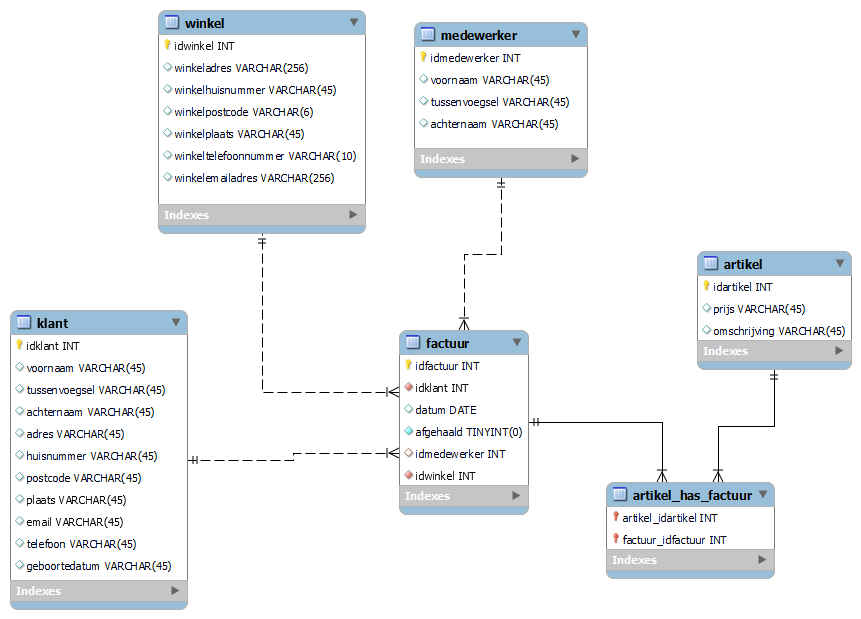 winkel
idwinkel INT
winkeladres VARCHAR(256)
winkelhuisnummer VARCHAR(45)
winkelpostcode VARCHAR(6)
winkelplaats VARCHAR(45)
winkeltelefoonnummer VARCHAR(10)
winkelemailadres VARCHAR(256)
Indexes
medewerker
idmedewerker INT
voornaam VARCHAR(45)
tussenvoegsel VARCHAR(45)
achternaam VARCHAR(45)
Indexes
artikel
idartikel INT
prijs VARCHAR(45)
omschrijving VARCHAR(45)
Indexes
klant
idklant INT
voornaam VARCHAR(45)
tussenvoegsel VARCHAR(45)
achternaam VARCHAR(45)
adres VARCHAR(45)
huisnummer VARCHAR(45)
postcode VARCHAR(45)
plaats VARCHAR(45)
email VARCHAR(45)
telefoon VARCHAR(45)
geboortedatum VARCHAR(45)
Indexes
factuur
idfactuur INT
idklant INT
datum DATE
afgehaald TINYINT(0)
idmedewerker INT
idwinkel INT
Indexes
artikel_has_factuur
artikel_idartikel INT
factuur_idfactuur INT
Indexes